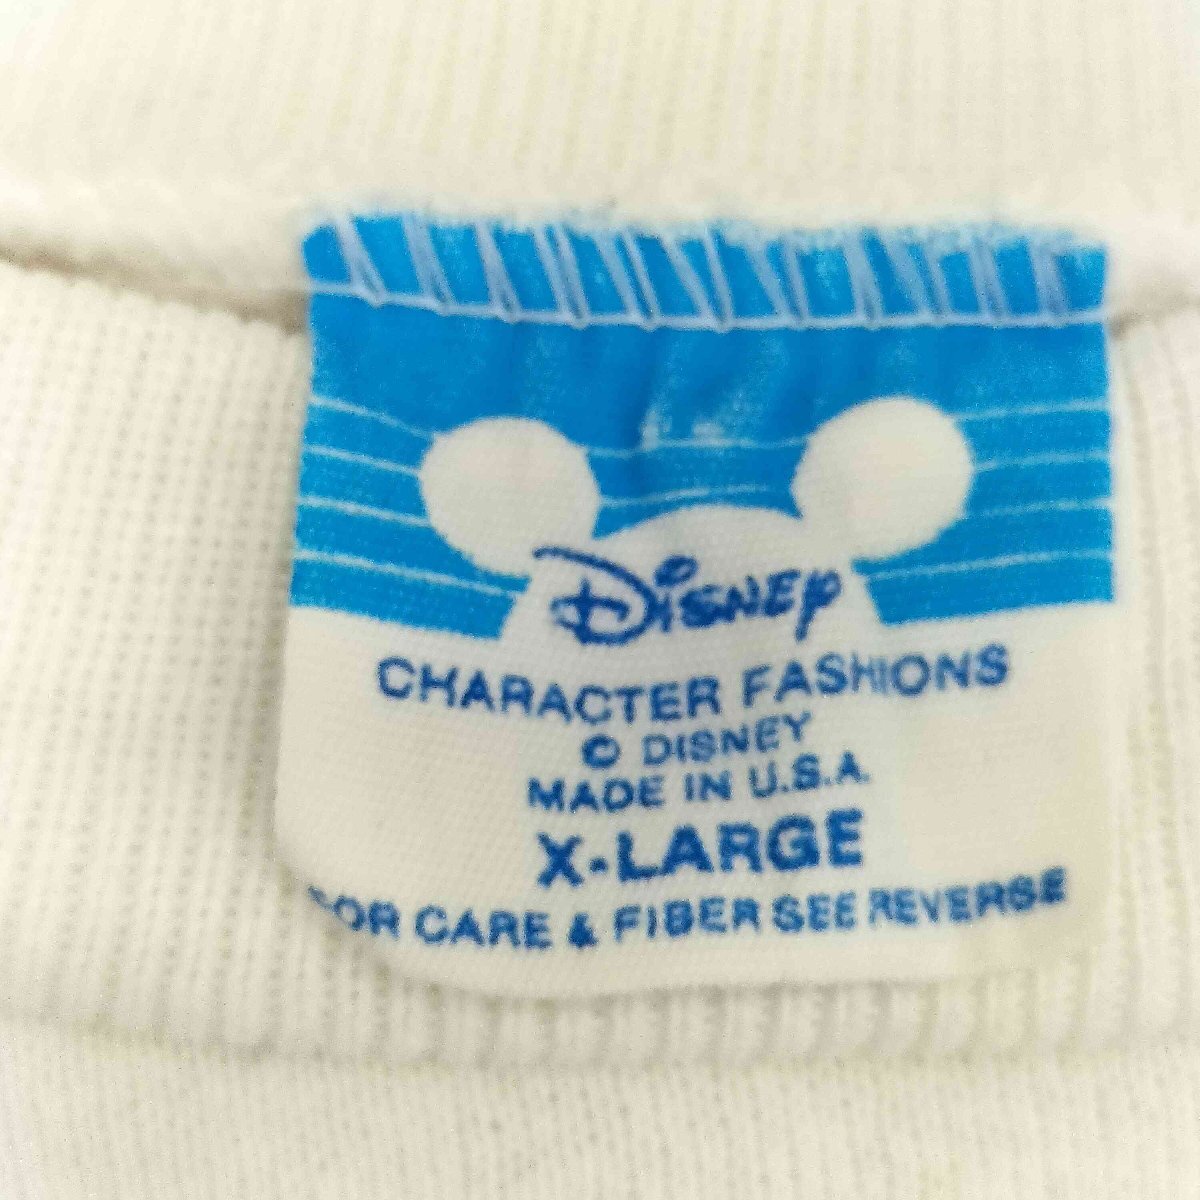 Disney
CHARACTER FASHIONS
© DISNEY
MADE IN U.S.A.
X-LARGE
FOR CARE & FIBER SEE REVERSE